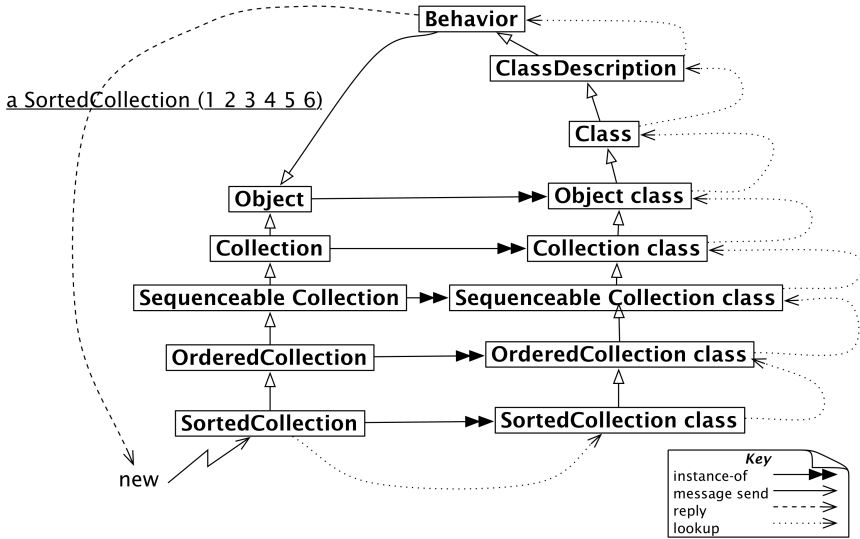 Behavior
ClassDescription
a SortedCollection (1 2 3 4 5 6)
Class
Object
Object class
Collection
Collection class
Sequenceable Collection
Sequenceable Collection class
OrderedCollection
OrderedCollection class
SortedCollection
SortedCollection class
new
Key
instance-of
message send
reply
lookup